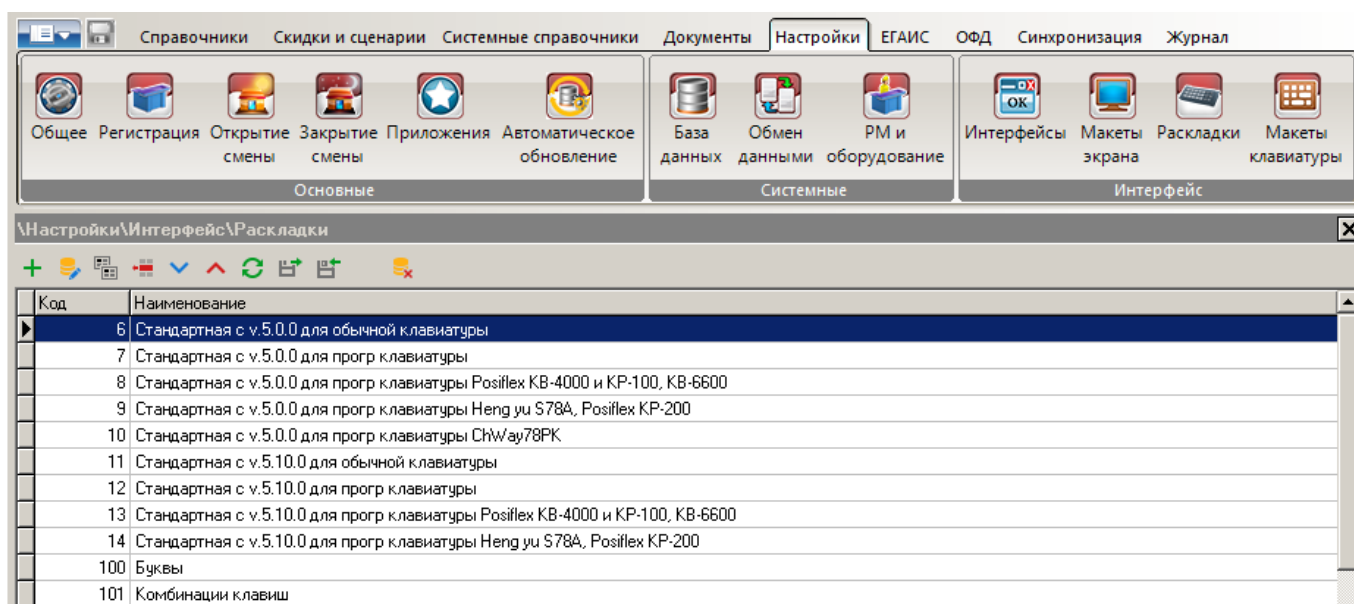 Справочники Скидки и сценарии Системные справочники Документы Настройки ЕГАИС ОФД Синхронизация Журнал
Общее Регистрация Открытие Закрытие Приложения Автоматическое База Обмен РМ и Интерфейсы Макеты Раскладки Макеты
смены смены обновление данных данными оборудование экрана клавиатуры
Основные Системные Интерфейс
\Настройки\Интерфейс\Раскладки
Код Наименование
6 Стандартная с v.5.0.0 для обычной клавиатуры
7 Стандартная с v.5.0.0 для прогр клавиатуры
8 Стандартная с v.5.0.0 для прогр клавиатуры Posiflex KB-4000 и KP-100, KB-6600
9 Стандартная с v.5.0.0 для прогр клавиатуры Heng yu S78A, Posiflex KP-200
10 Стандартная с v.5.0.0 для прогр клавиатуры ChWay78PK
11 Стандартная с v.5.10.0 для обычной клавиатуры
12 Стандартная с v.5.10.0 для прогр клавиатуры
13 Стандартная с v.5.10.0 для прогр клавиатуры Posiflex KB-4000 и KP-100, KB-6600
14 Стандартная с v.5.10.0 для прогр клавиатуры Heng yu S78A, Posiflex KP-200
100 Буквы
101 Комбинации клавиш